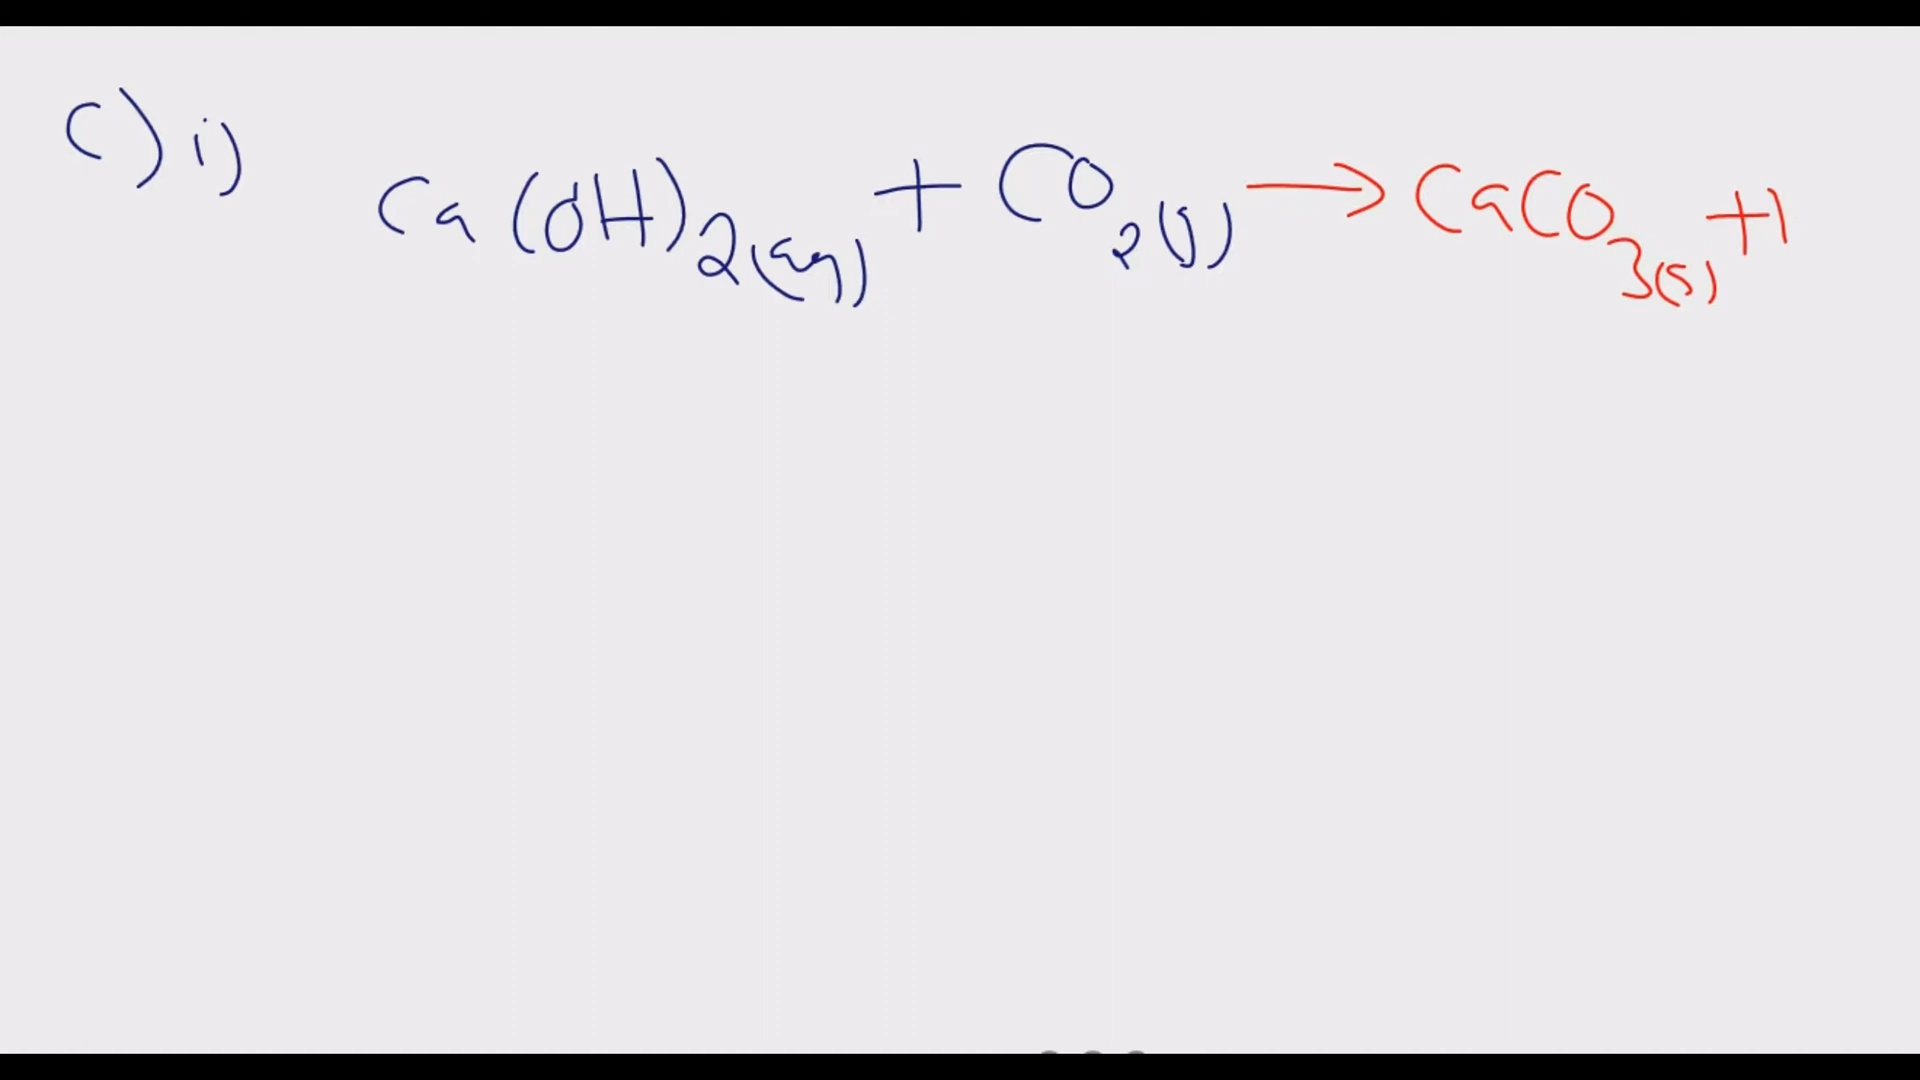 c) i) Ca(OH)₂(aq) + CO₂(g) → CaCO₃(s) +